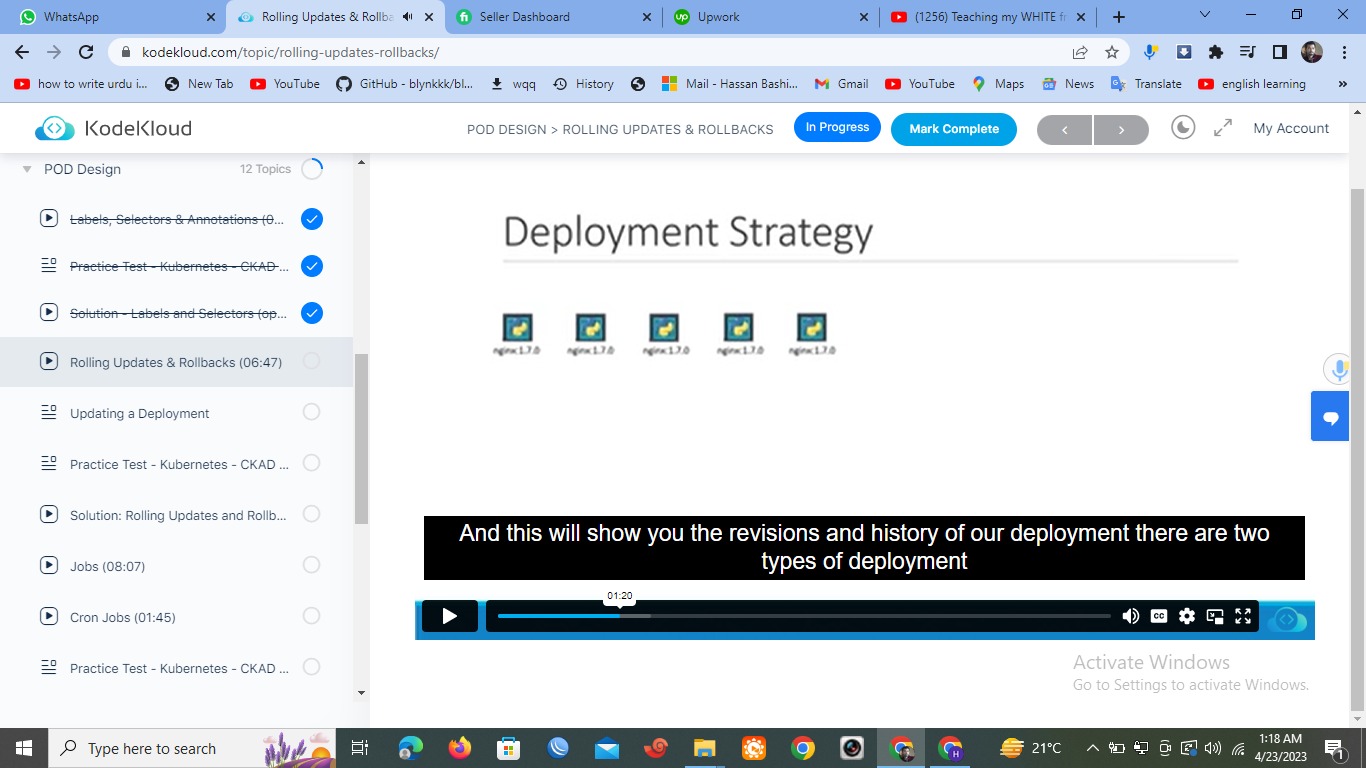 WhatsApp
Rolling Updates & Rollba
Seller Dashboard
Upwork
(1256) Teaching my WHITE fr
kodekloud.com/topic/rolling-updates-rollbacks/
how to write urdu i...
New Tab
YouTube
GitHub - blynkkk/bl...
wqq
History
Mail - Hassan Bashi...
Gmail
YouTube
Maps
News
Translate
english learning
»
KodeKloud
POD DESIGN > ROLLING UPDATES & ROLLBACKS
In Progress
Mark Complete
My Account
POD Design
12 Topics
Labels, Selectors & Annotations (0...
Practice Test - Kubernetes - CKAD ...
Solution - Labels and Selectors (op...
Rolling Updates & Rollbacks (06:47)
Updating a Deployment
Practice Test - Kubernetes - CKAD ...
Solution: Rolling Updates and Rollb...
Jobs (08:07)
Cron Jobs (01:45)
Practice Test - Kubernetes - CKAD ...
Deployment Strategy
nginx:1.7.0 nginx:1.7.0 nginx:1.7.0 nginx:1.7.0 nginx:1.7.0
And this will show you the revisions and history of our deployment there are two
types of deployment
01:20
CC
Activate Windows
Go to Settings to activate Windows.
Type here to search
21°C
1:18 AM
4/23/2023